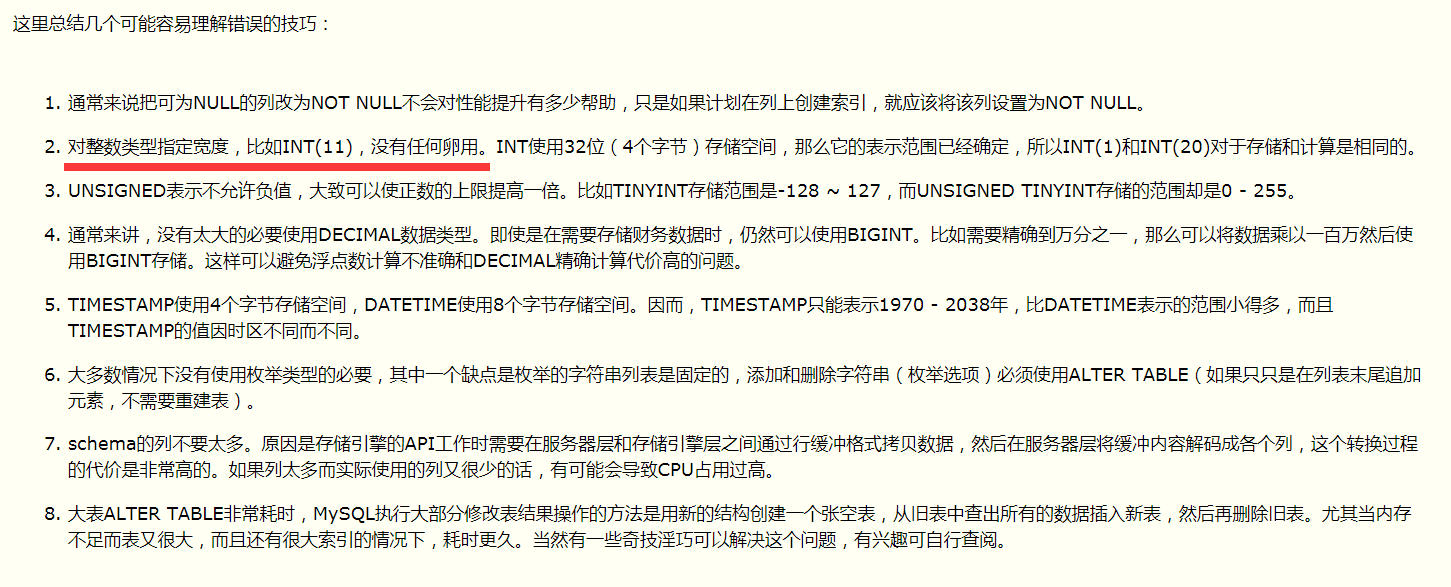 这里总结几个可能容易理解错误的技巧：
1. 通常来说把可为NULL的列改为NOT NULL不会对性能提升有多少帮助，只是如果计划在列上创建索引，就应该将该列设置为NOT NULL。
2. 对整数类型指定宽度，比如INT(11)，没有任何卵用。INT使用32位（4个字节）存储空间，那么它的表示范围已经确定，所以INT(1)和INT(20)对于存储和计算是相同的。
3. UNSIGNED表示不允许负值，大致可以使正数的上限提高一倍。比如TINYINT存储范围是-128 ~ 127，而UNSIGNED TINYINT存储的范围却是0 - 255。
4. 通常来讲，没有太大的必要使用DECIMAL数据类型。即使是在需要存储财务数据时，仍然可以使用BIGINT。比如需要精确到万分之一，那么可以将数据乘以一百万然后使
用BIGINT存储。这样可以避免浮点数计算不准确和DECIMAL精确计算代价高的问题。
5. TIMESTAMP使用4个字节存储空间，DATETIME使用8个字节存储空间。因而，TIMESTAMP只能表示1970 - 2038年，比DATETIME表示的范围小得多，而且
TIMESTAMP的值因时区不同而不同。
6. 大多数情况下没有使用枚举类型的必要，其中一个缺点是枚举的字符串列表是固定的，添加和删除字符串（枚举选项）必须使用ALTER TABLE（如果只只是在列表末尾追加
元素，不需要重建表）。
7. schema的列不要太多。原因是存储引擎的API工作时需要在服务器层和存储引擎层之间通过行缓冲格式拷贝数据，然后在服务器层将缓冲内容解码成各个列，这个转换过程
的代价是非常高的。如果列太多而实际使用的列又很少的话，有可能会导致CPU占用过高。
8. 大表ALTER TABLE非常耗时，MySQL执行大部分修改表结果操作的方法是用新的结构创建一个张空表，从旧表中查出所有的数据插入新表，然后再删除旧表。尤其当内存
不足而表又很大，而且还有很大索引的情况下，耗时更久。当然有一些奇技淫巧可以解决这个问题，有兴趣可自行查阅。